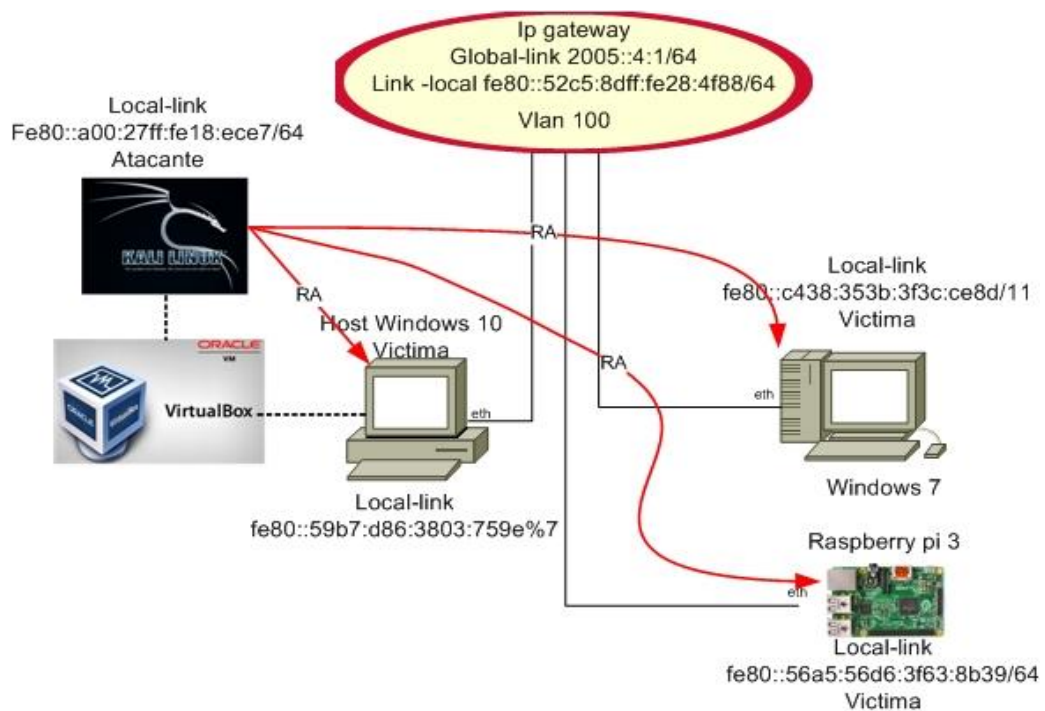 Ip gateway
Global-link 2005::4:1/64
Link -local fe80::52c5:8dff:fe28:4f88/64
Vlan 100
Local-link
Fe80::a00:27ff:fe18:ece7/64
Atacante
KALI LINUX
RA
RA
RA
Local-link
fe80::c438:353b:3f3c:ce8d/11
Victima
Host Windows 10
Victima
ORACLE
VM
VirtualBox
eth
eth
Windows 7
Local-link
fe80::59b7:d86:3803:759e%7
Raspberry pi 3
eth
Local-link
fe80::56a5:56d6:3f63:8b39/64
Victima